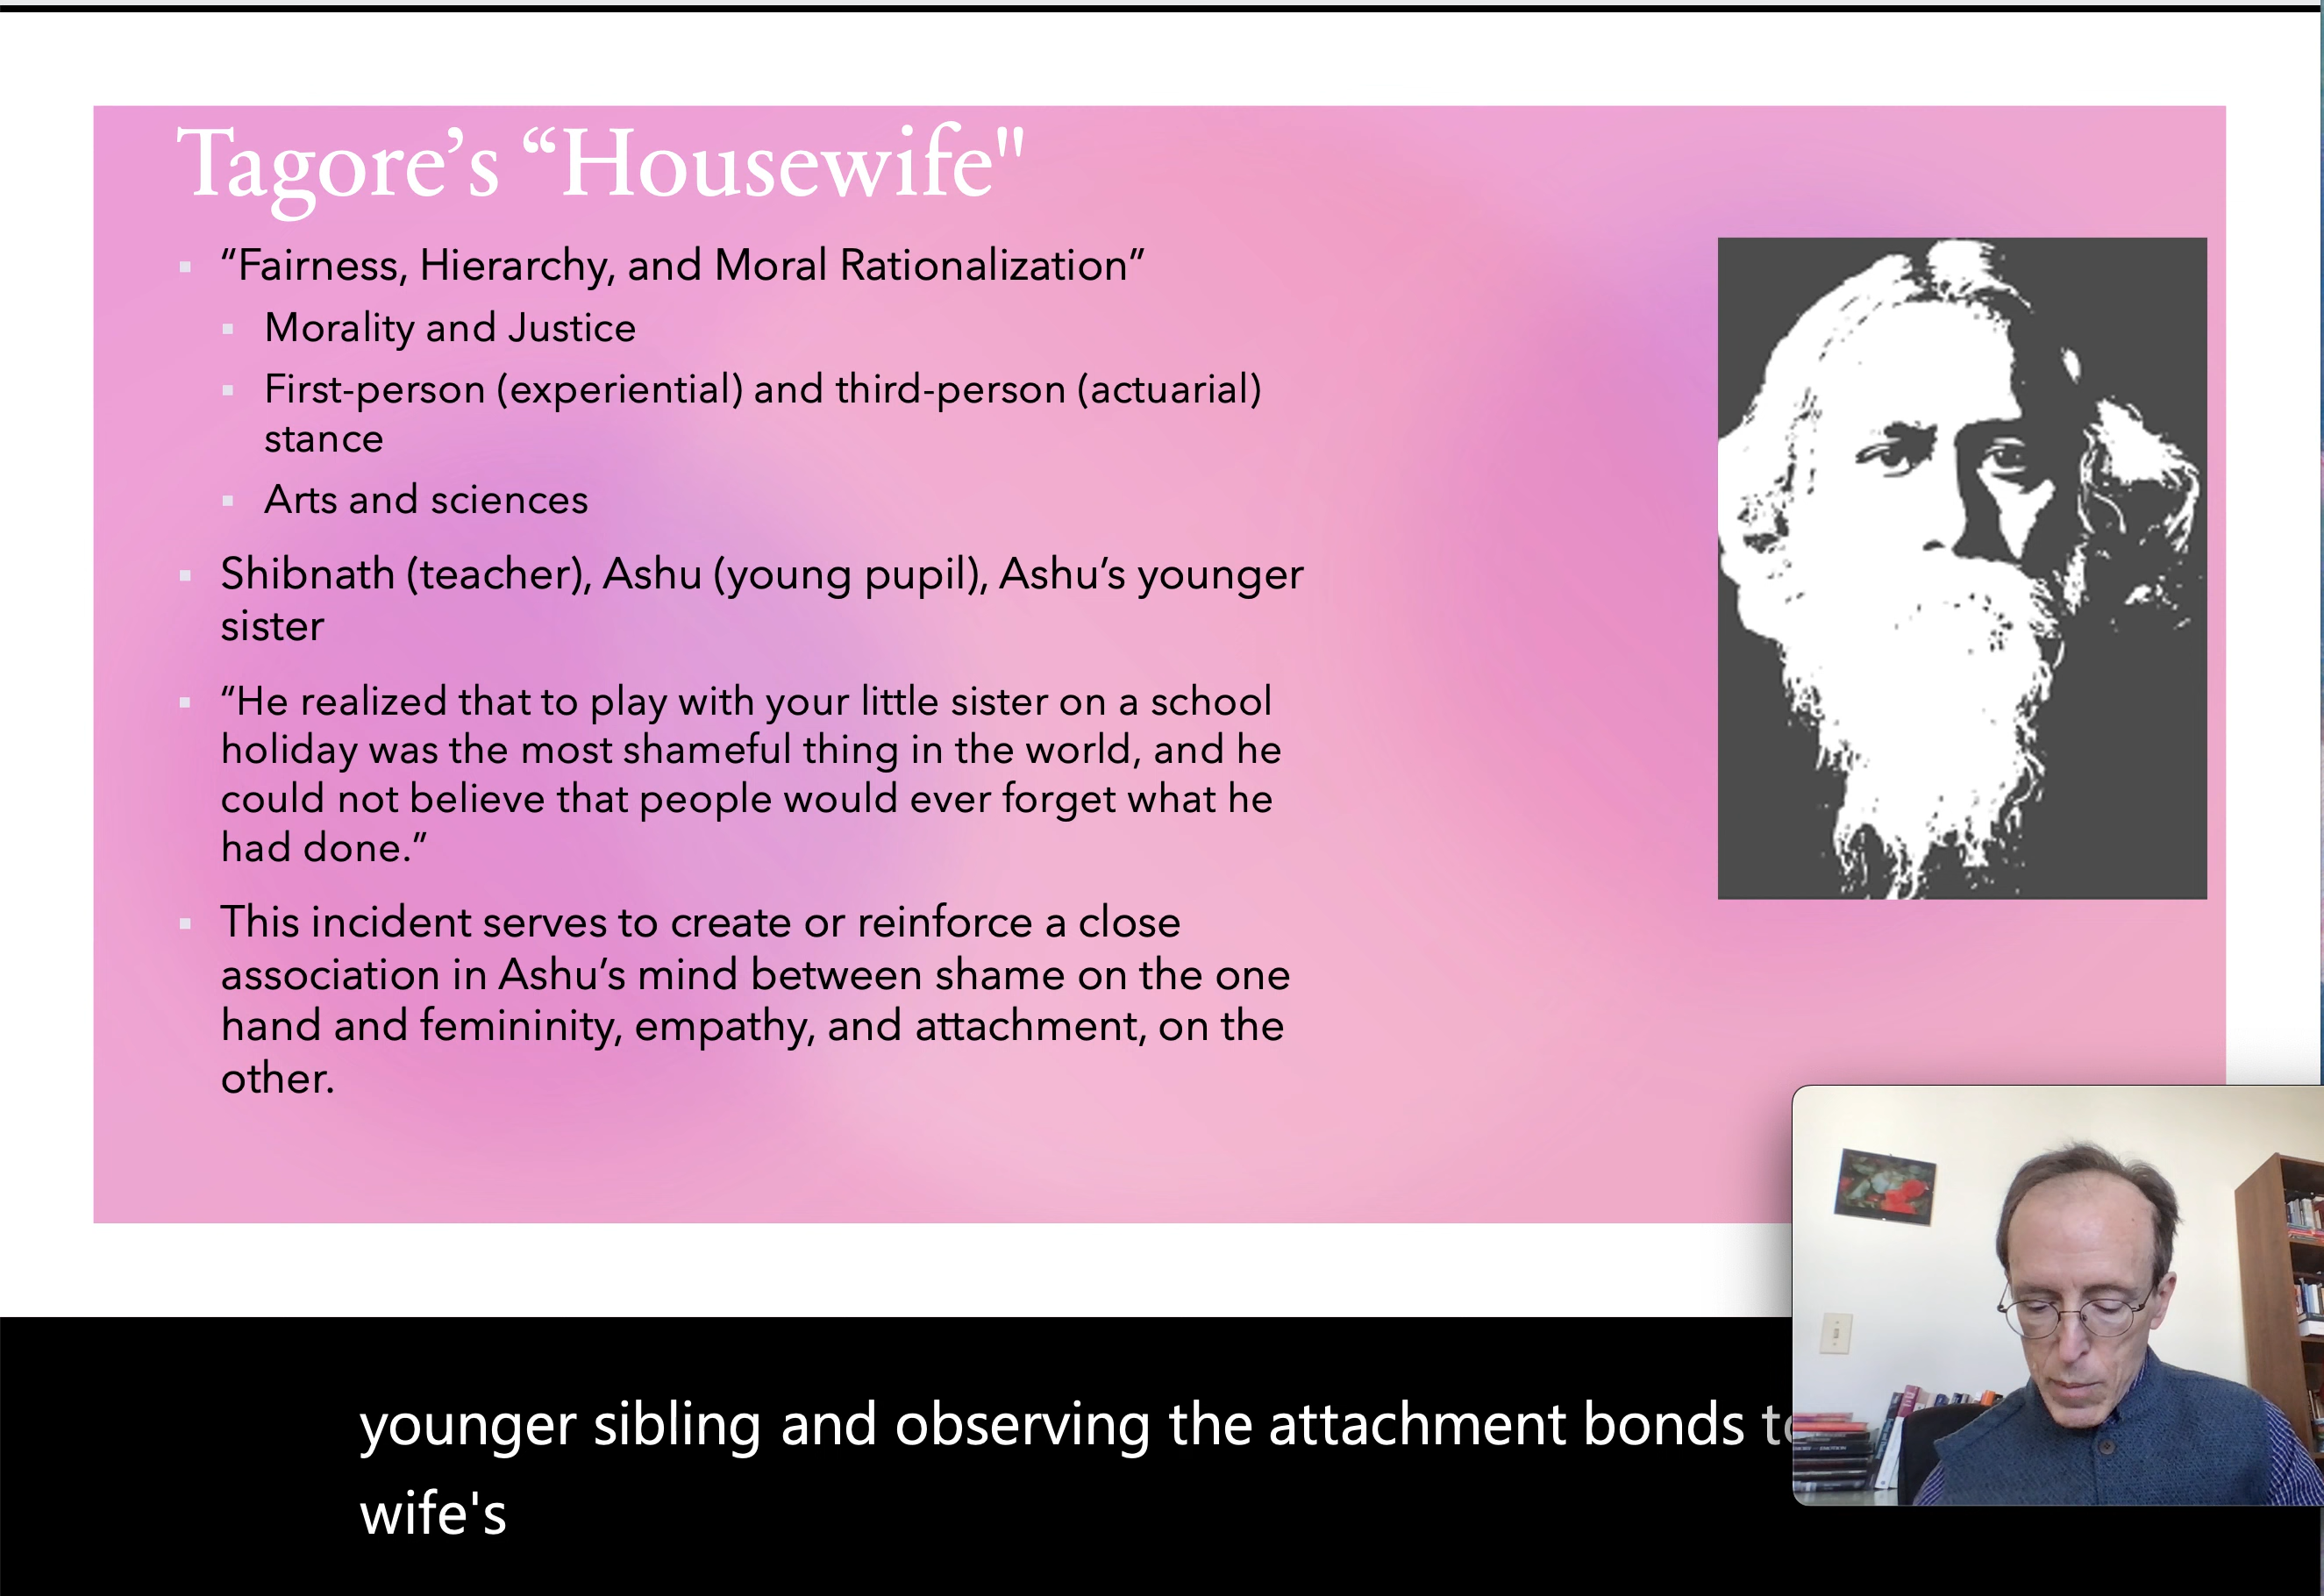 Tagore’s “Housewife"
“Fairness, Hierarchy, and Moral Rationalization”
Morality and Justice
First-person (experiential) and third-person (actuarial)
stance
Arts and sciences
Shibnath (teacher), Ashu (young pupil), Ashu’s younger
sister
“He realized that to play with your little sister on a school
holiday was the most shameful thing in the world, and he
could not believe that people would ever forget what he
had done.”
This incident serves to create or reinforce a close
association in Ashu’s mind between shame on the one
hand and femininity, empathy, and attachment, on the
other.
younger sibling and observing the attachment bonds to
wife's